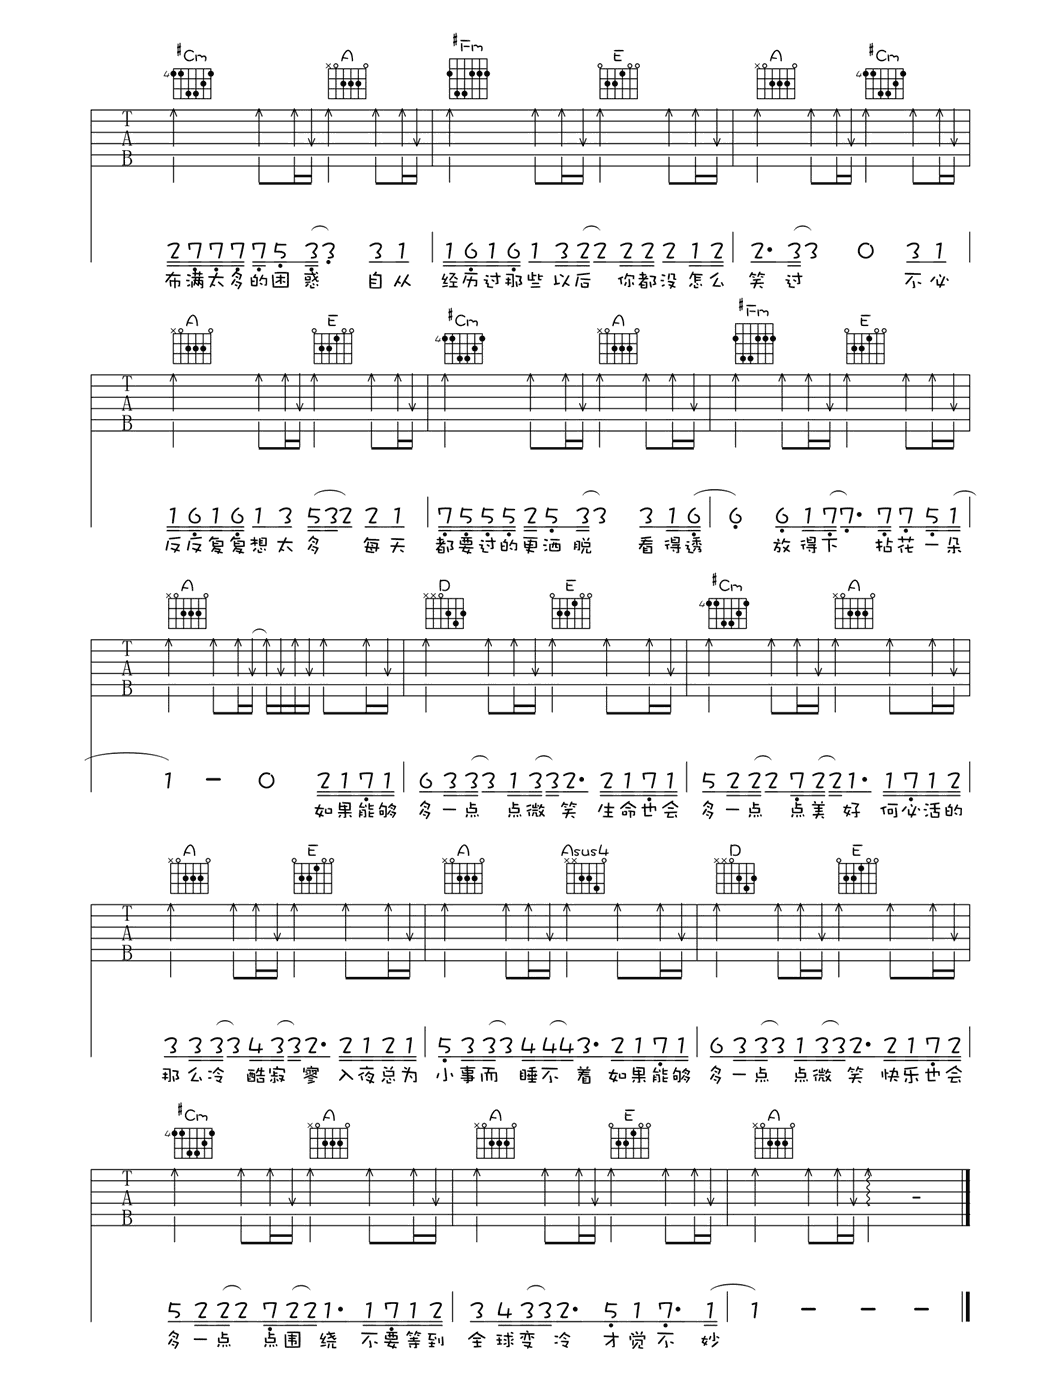 #Cm A #Fm E A #Cm
T A B
2 7 7 7 7 5 3 3 3 1 1 6 1 6 1 3 2 2 2 2 2 1 2 2· 3 3 0 3 1
布满太多的困惑 自从 经历过那些以后 你都没怎么 笑过 不必
A E #Cm A #Fm E
T A B
1 6 1 6 1 3 5 3 2 2 1 7 5 5 5 2 5 3 3 3 1 6 6 6 1 7 7· 7 7 5 1
反反复复想太多 每天 都要过的更洒脱 看得透 放得下 拈花一朵
A D E #Cm A
T A B
1 – 0 2 1 7 1 6 3 3 3 1 3 3 2· 2 1 7 1 5 2 2 2 7 2 2 1· 1 7 1 2
如果能够 多一点 点微笑 生命也会 多一点 点美好 何必活的
A E A Asus4 D E
T A B
3 3 3 3 4 3 3 2· 2 1 2 1 5 3 3 3 4 4 4 3· 2 1 7 1 6 3 3 3 1 3 3 2· 2 1 7 2
那么冷 酷寂寥 入夜总为 小事而 睡不着 如果能够 多一点 点微笑 快乐也会
#Cm A A E A
T A B
5 2 2 2 7 2 2 1· 1 7 1 2 3 4 3 3 2· 5 1 7· 1 1 – – –
多一点 点围绕 不要等到 全球变冷 才觉不妙